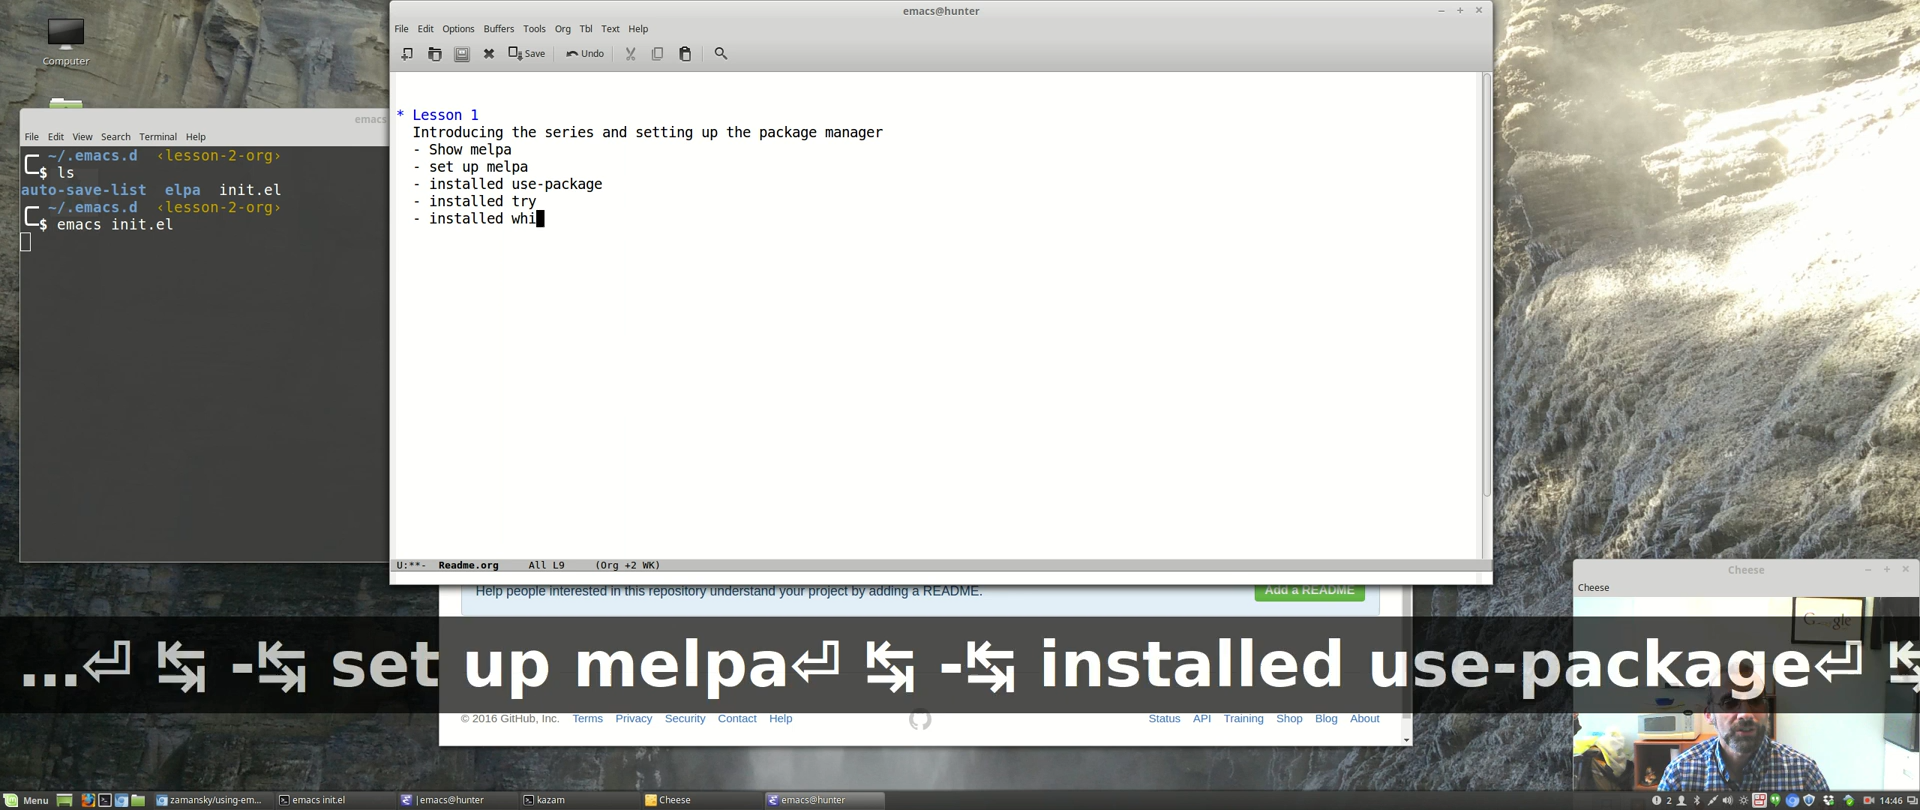 Computer
emacs@hunter
File Edit Options Buffers Tools Org Tbl Text Help
Save Undo
* Lesson 1
Introducing the series and setting up the package manager
- Show melpa
- set up melpa
- installed use-package
- installed try
- installed whi
U:**- Readme.org All L9 (Org +2 WK)
emacs
File Edit View Search Terminal Help
~/.emacs.d ‹lesson-2-org›
$ ls
auto-save-list elpa init.el
~/.emacs.d ‹lesson-2-org›
$ emacs init.el
Help people interested in this repository understand your project by adding a README.
Add a README
Cheese
Cheese
Google
...⏎ ↹ -↹ set up melpa⏎ ↹ -↹ installed use-package⏎ ↹
© 2016 GitHub, Inc. Terms Privacy Security Contact Help
Status API Training Shop Blog About
Menu zamansky/using-em... emacs init.el |emacs@hunter kazam Cheese emacs@hunter 2 14:46